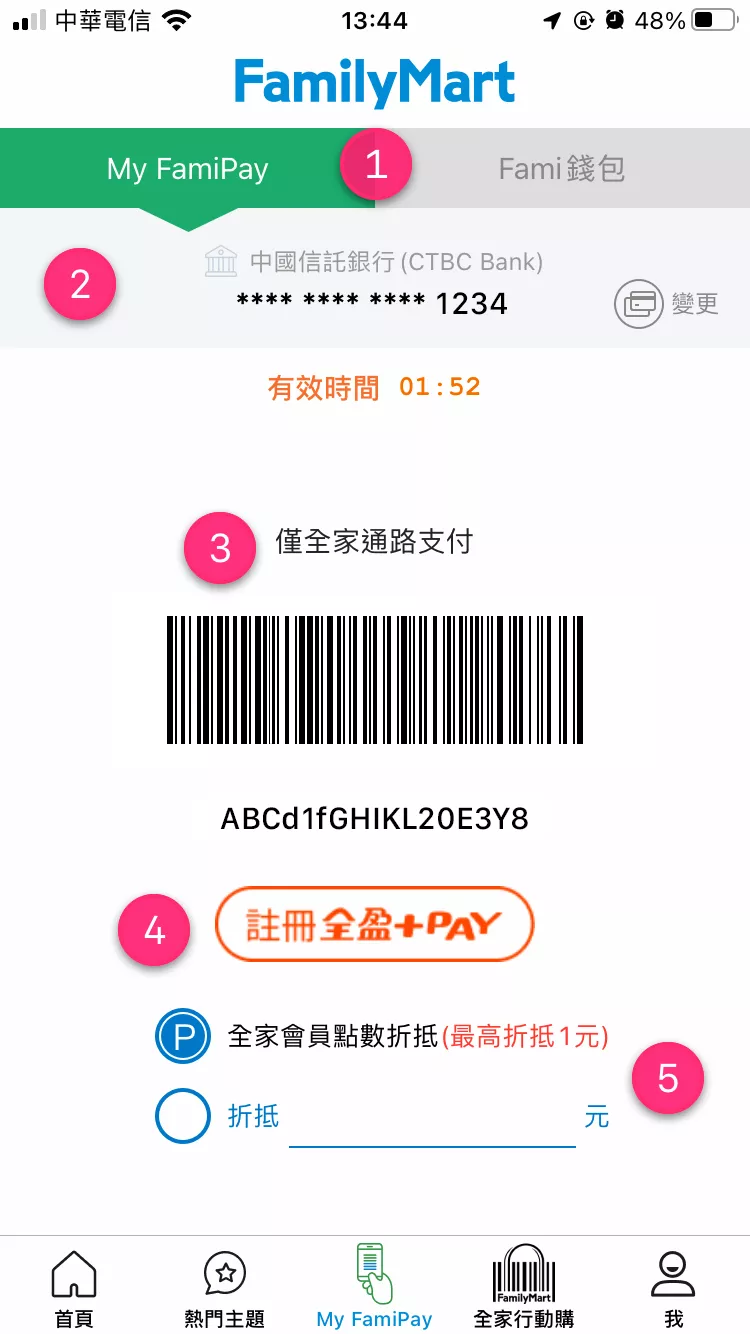 中華電信 13:44 48%
FamilyMart
My FamiPay 1 Fami錢包
2 中國信託銀行(CTBC Bank)
**** **** **** 1234 變更
有效時間 01:52
3 僅全家通路支付
ABCd1fGHIKL20E3Y8
4 註冊全盈+PAY
P 全家會員點數折抵(最高折抵1元)
5
折抵 元
FamilyMart
首頁 熱門主題 My FamiPay 全家行動購 我